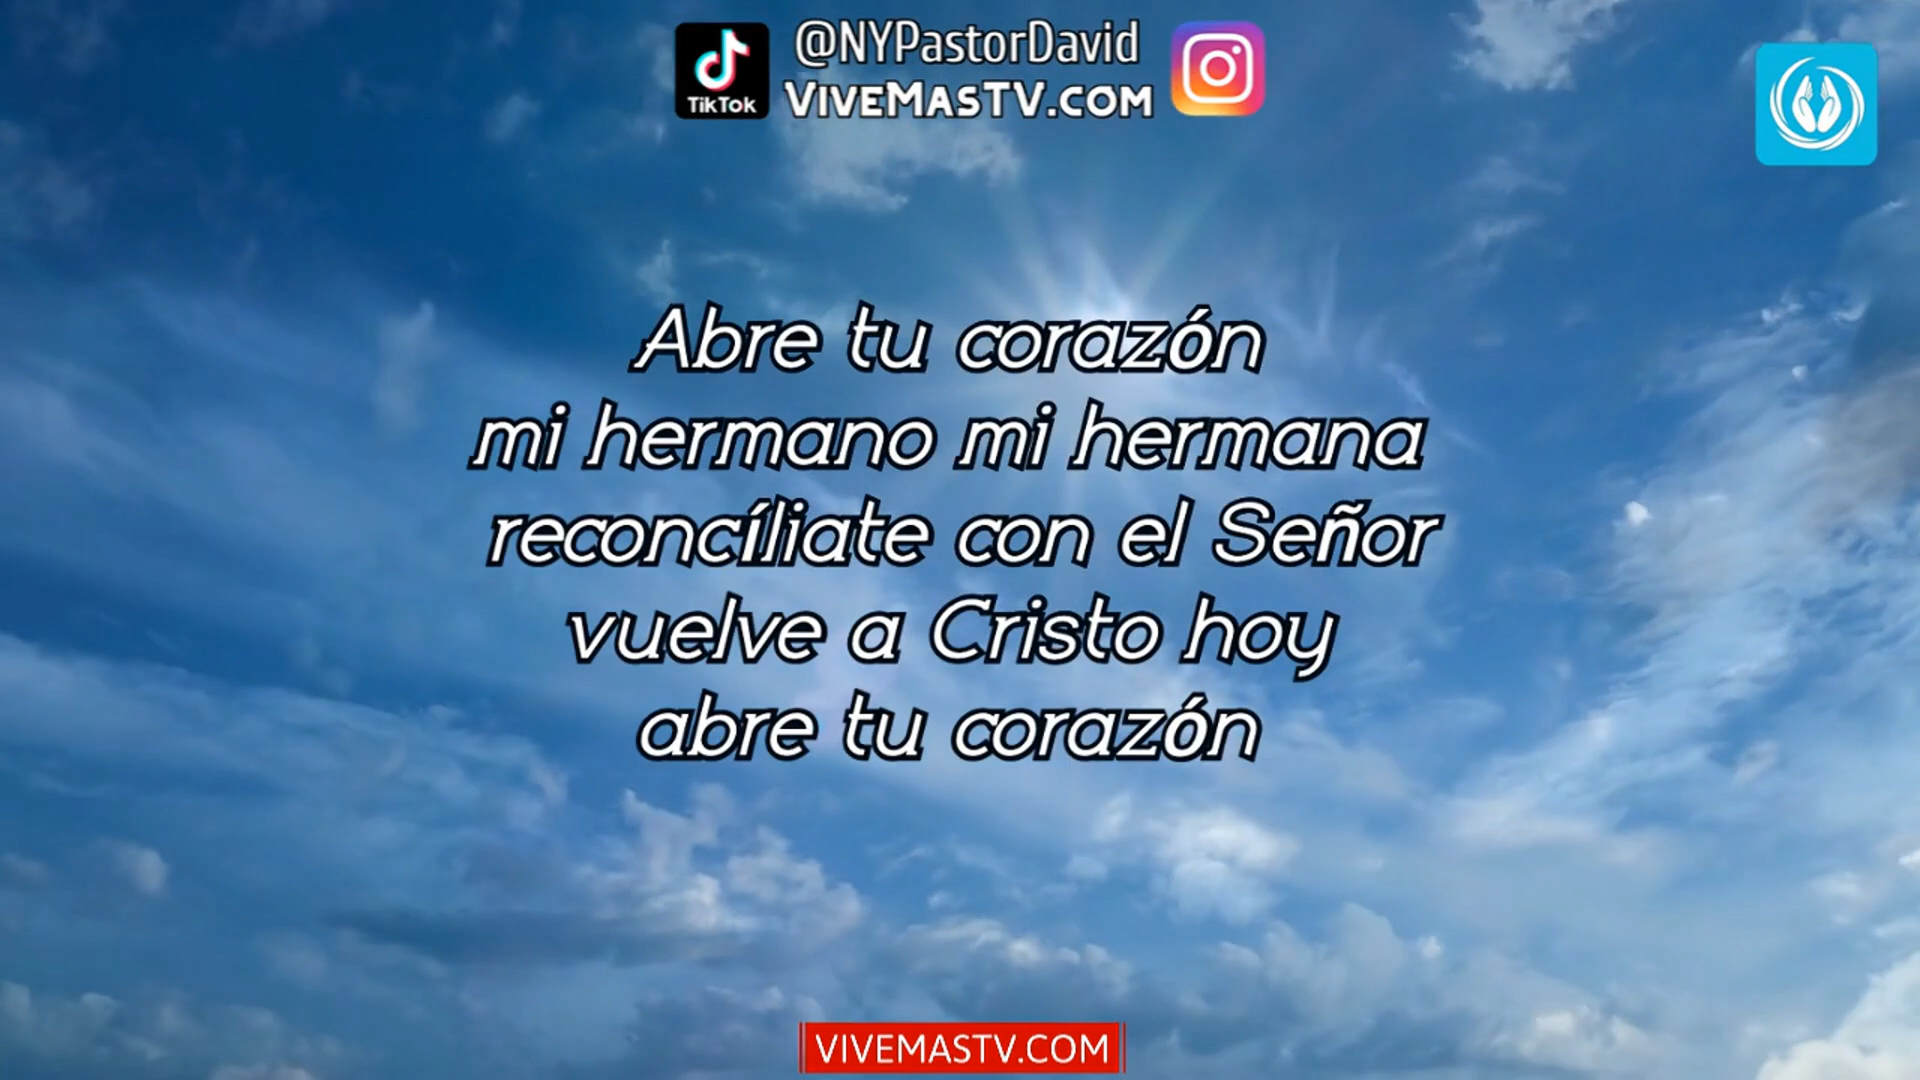 TikTok
@NYPastorDavid
ViveMasTV.com
Abre tu corazón
mi hermano mi hermana
reconcíliate con el Señor
vuelve a Cristo hoy
abre tu corazón
VIVEMASTV.COM